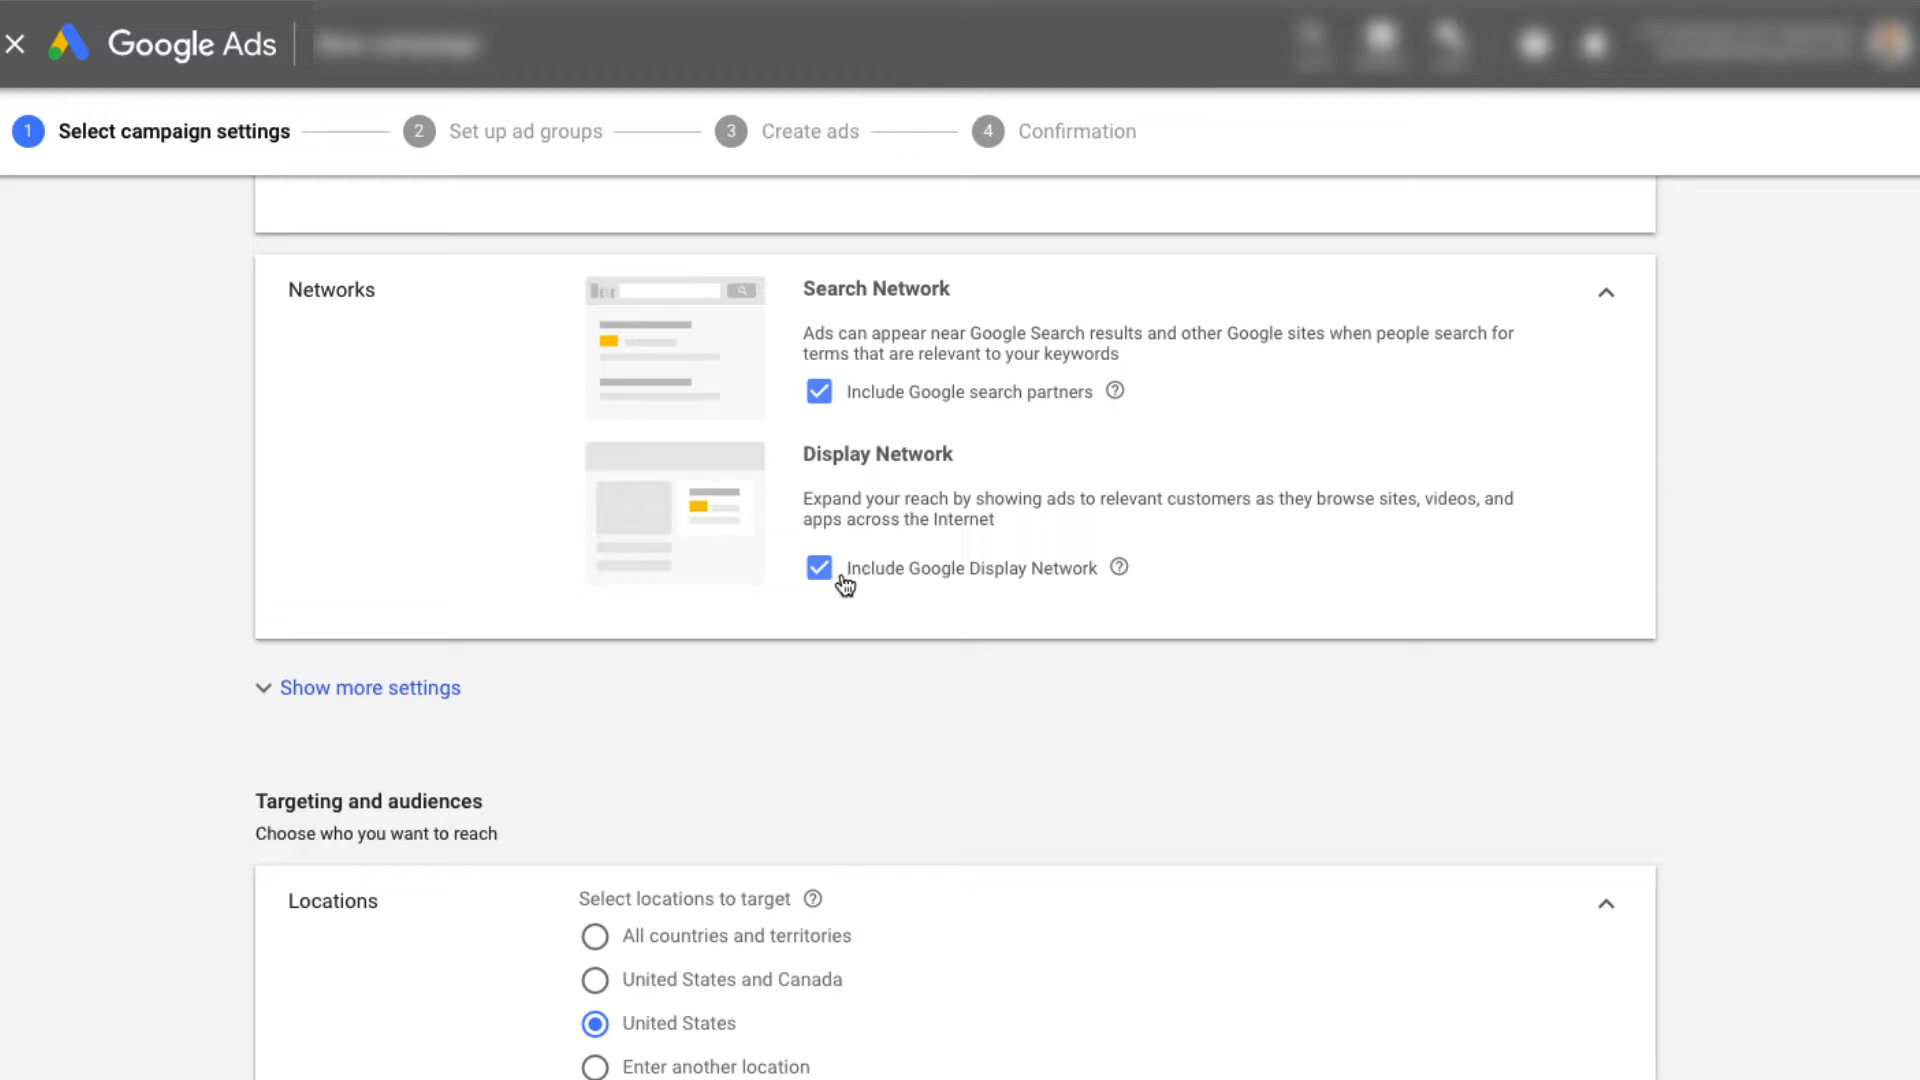 Google Ads
1 Select campaign settings
2 Set up ad groups
3 Create ads
4 Confirmation
Networks
Search Network
Ads can appear near Google Search results and other Google sites when people search for
terms that are relevant to your keywords
Include Google search partners
Display Network
Expand your reach by showing ads to relevant customers as they browse sites, videos, and
apps across the Internet
Include Google Display Network
Show more settings
Targeting and audiences
Choose who you want to reach
Locations
Select locations to target
All countries and territories
United States and Canada
United States
Enter another location